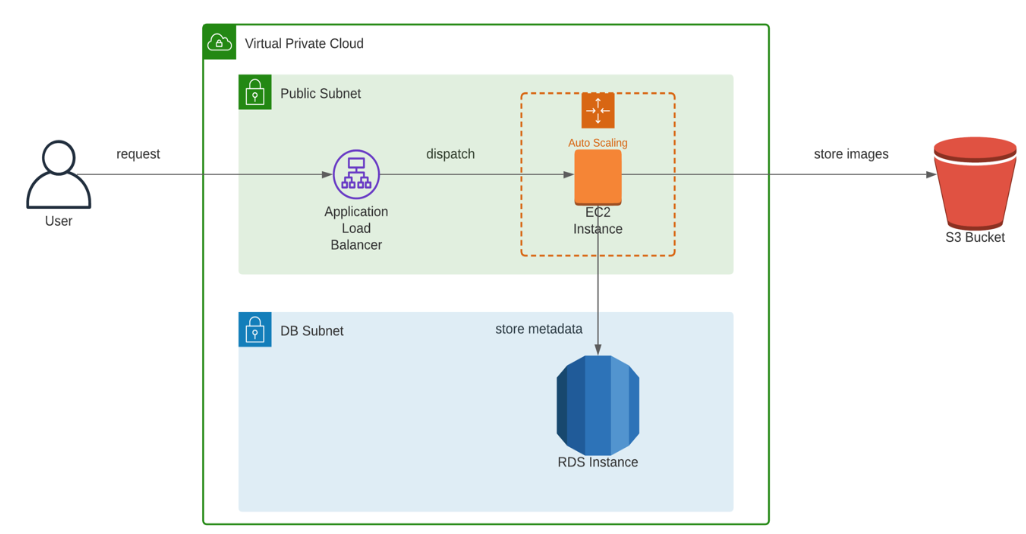 Virtual Private Cloud
Public Subnet
Auto Scaling
request
dispatch
store images
User
Application
Load
Balancer
EC2
Instance
S3 Bucket
DB Subnet
store metadata
RDS Instance